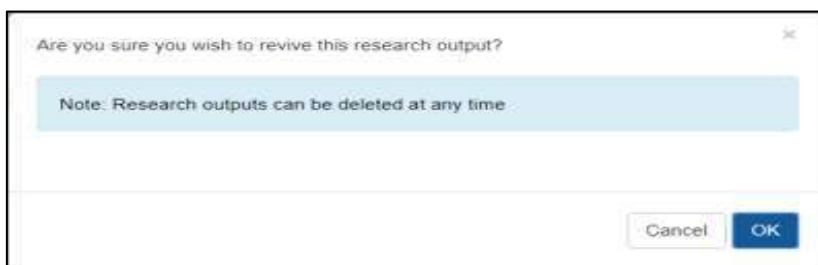 Are you sure you wish to revive this research output?
Note: Research outputs can be deleted at any time
Cancel OK